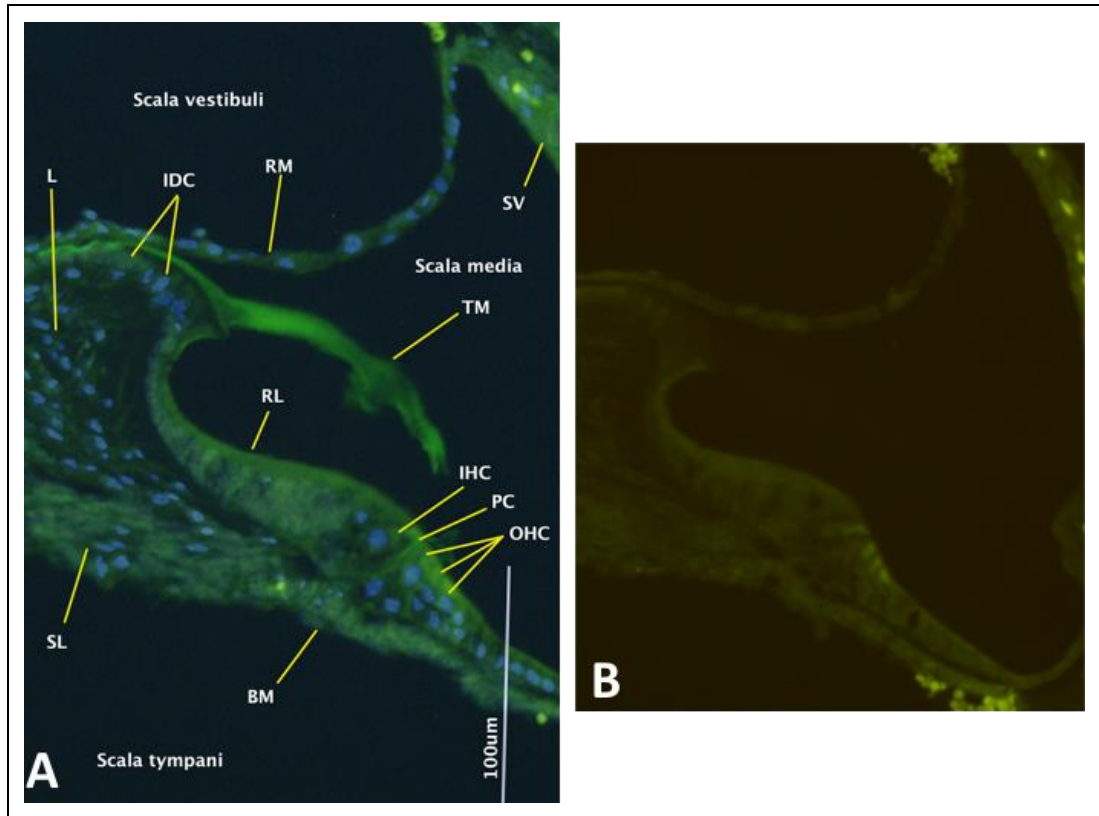 Scala vestibuli
L
IDC
RM
SV
Scala media
TM
RL
IHC
PC
OHC
SL
BM
100um
A
Scala tympani
B